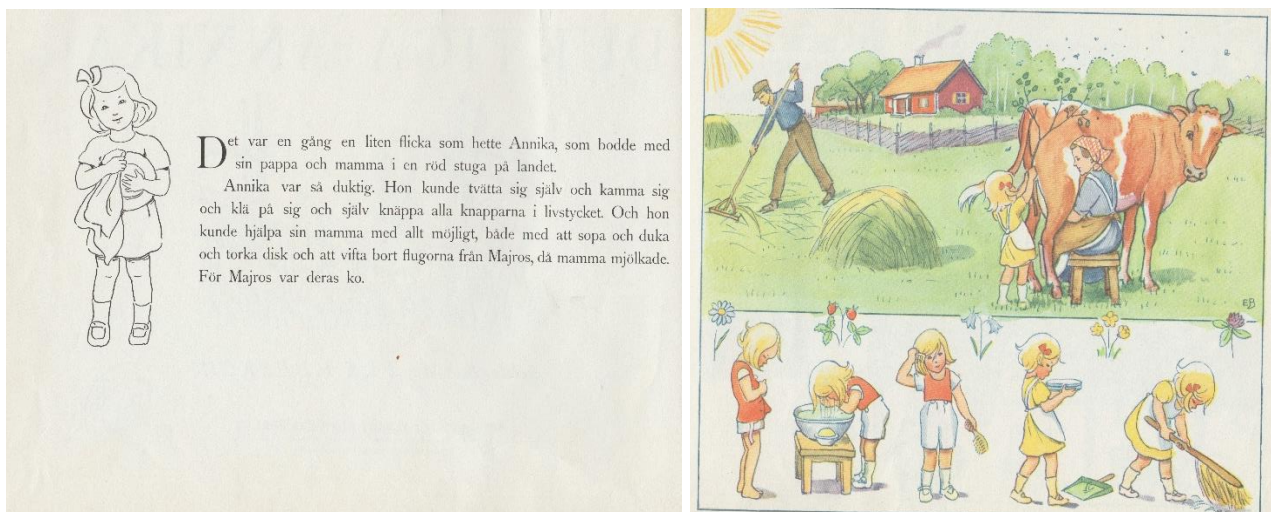 Det var en gång en liten flicka som hette Annika, som bodde med
sin pappa och mamma i en röd stuga på landet.
Annika var så duktig. Hon kunde tvätta sig själv och kamma sig
och klä på sig och själv knäppa alla knapparna i livstycket. Och hon
kunde hjälpa sin mamma med allt möjligt, både med att sopa och duka
och torka disk och att vifta bort flugorna från Majros, då mamma mjölkade.
För Majros var deras ko.
EB